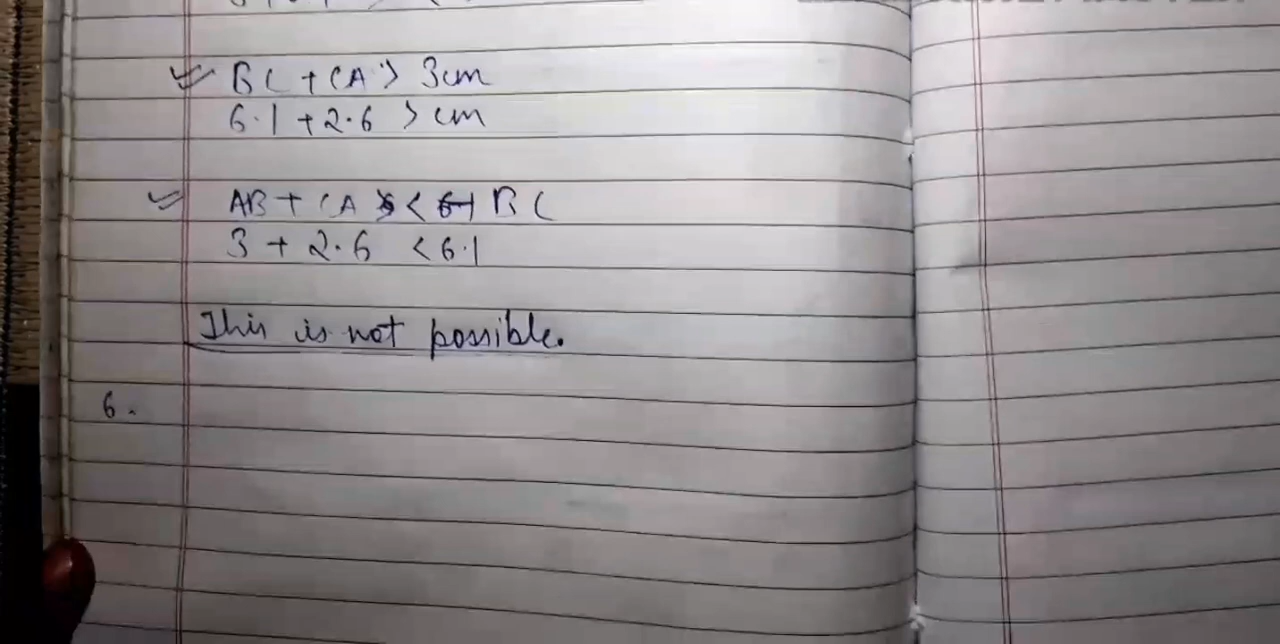 BC + CA > 3cm
6.1 + 2.6 > cm
AB + CA < BC
3 + 2.6 < 6.1
This is not possible.
6.